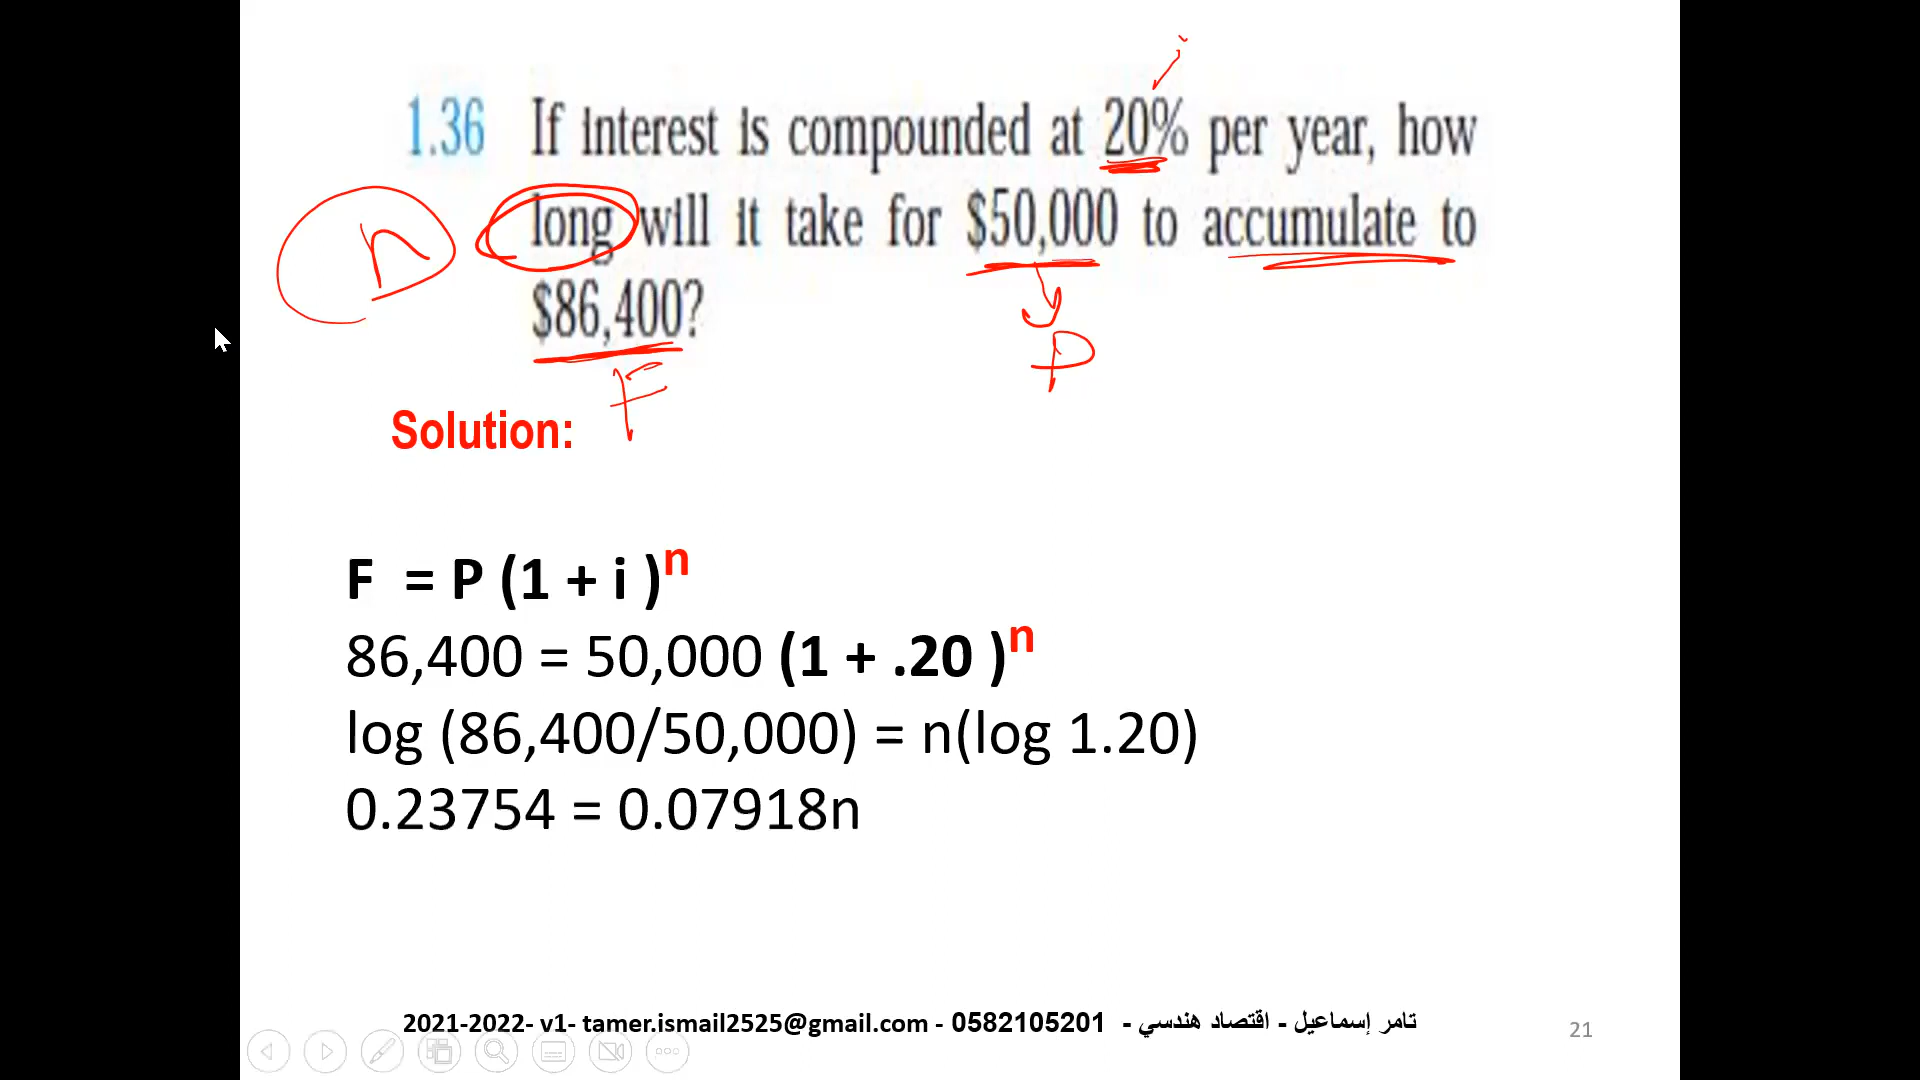 i
1.36 If interest is compounded at 20% per year, how
n long will it take for $50,000 to accumulate to
$86,400?
F P
Solution:
F = P (1 + i )n
86,400 = 50,000 (1 + .20 )n
log (86,400/50,000) = n(log 1.20)
0.23754 = 0.07918n
2021-2022- v1- tamer.ismail2525@gmail.com - 0582105201 - تامر إسماعيل - اقتصاد هندسي
21